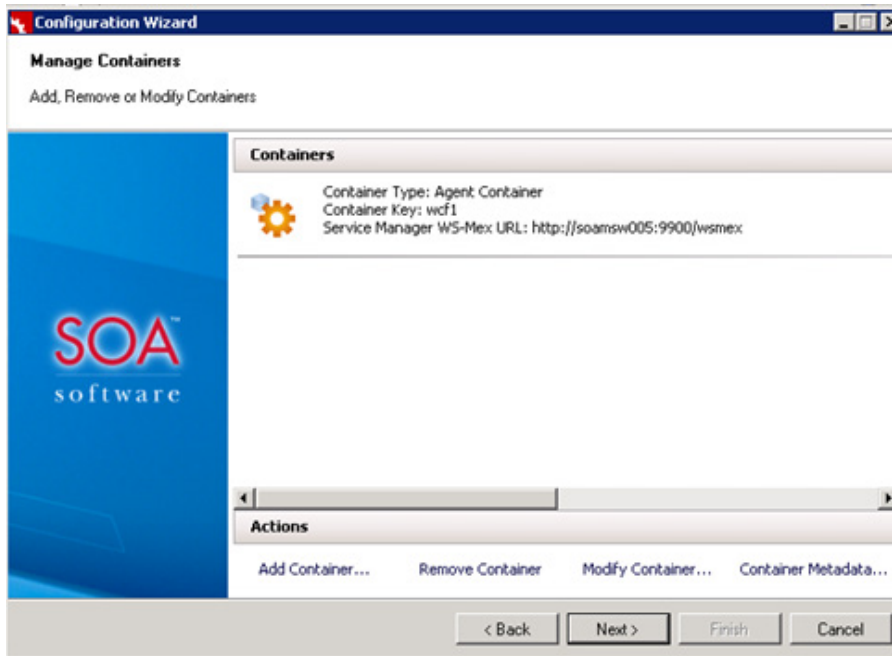 Configuration Wizard
Manage Containers
Add, Remove or Modify Containers
Containers
Container Type: Agent Container
Container Key: wcf1
Service Manager WS-Mex URL: http://soamsw005:9900/wsmex
SOA™
software
Actions
Add Container... Remove Container Modify Container... Container Metadata...
< Back Next > Finish Cancel